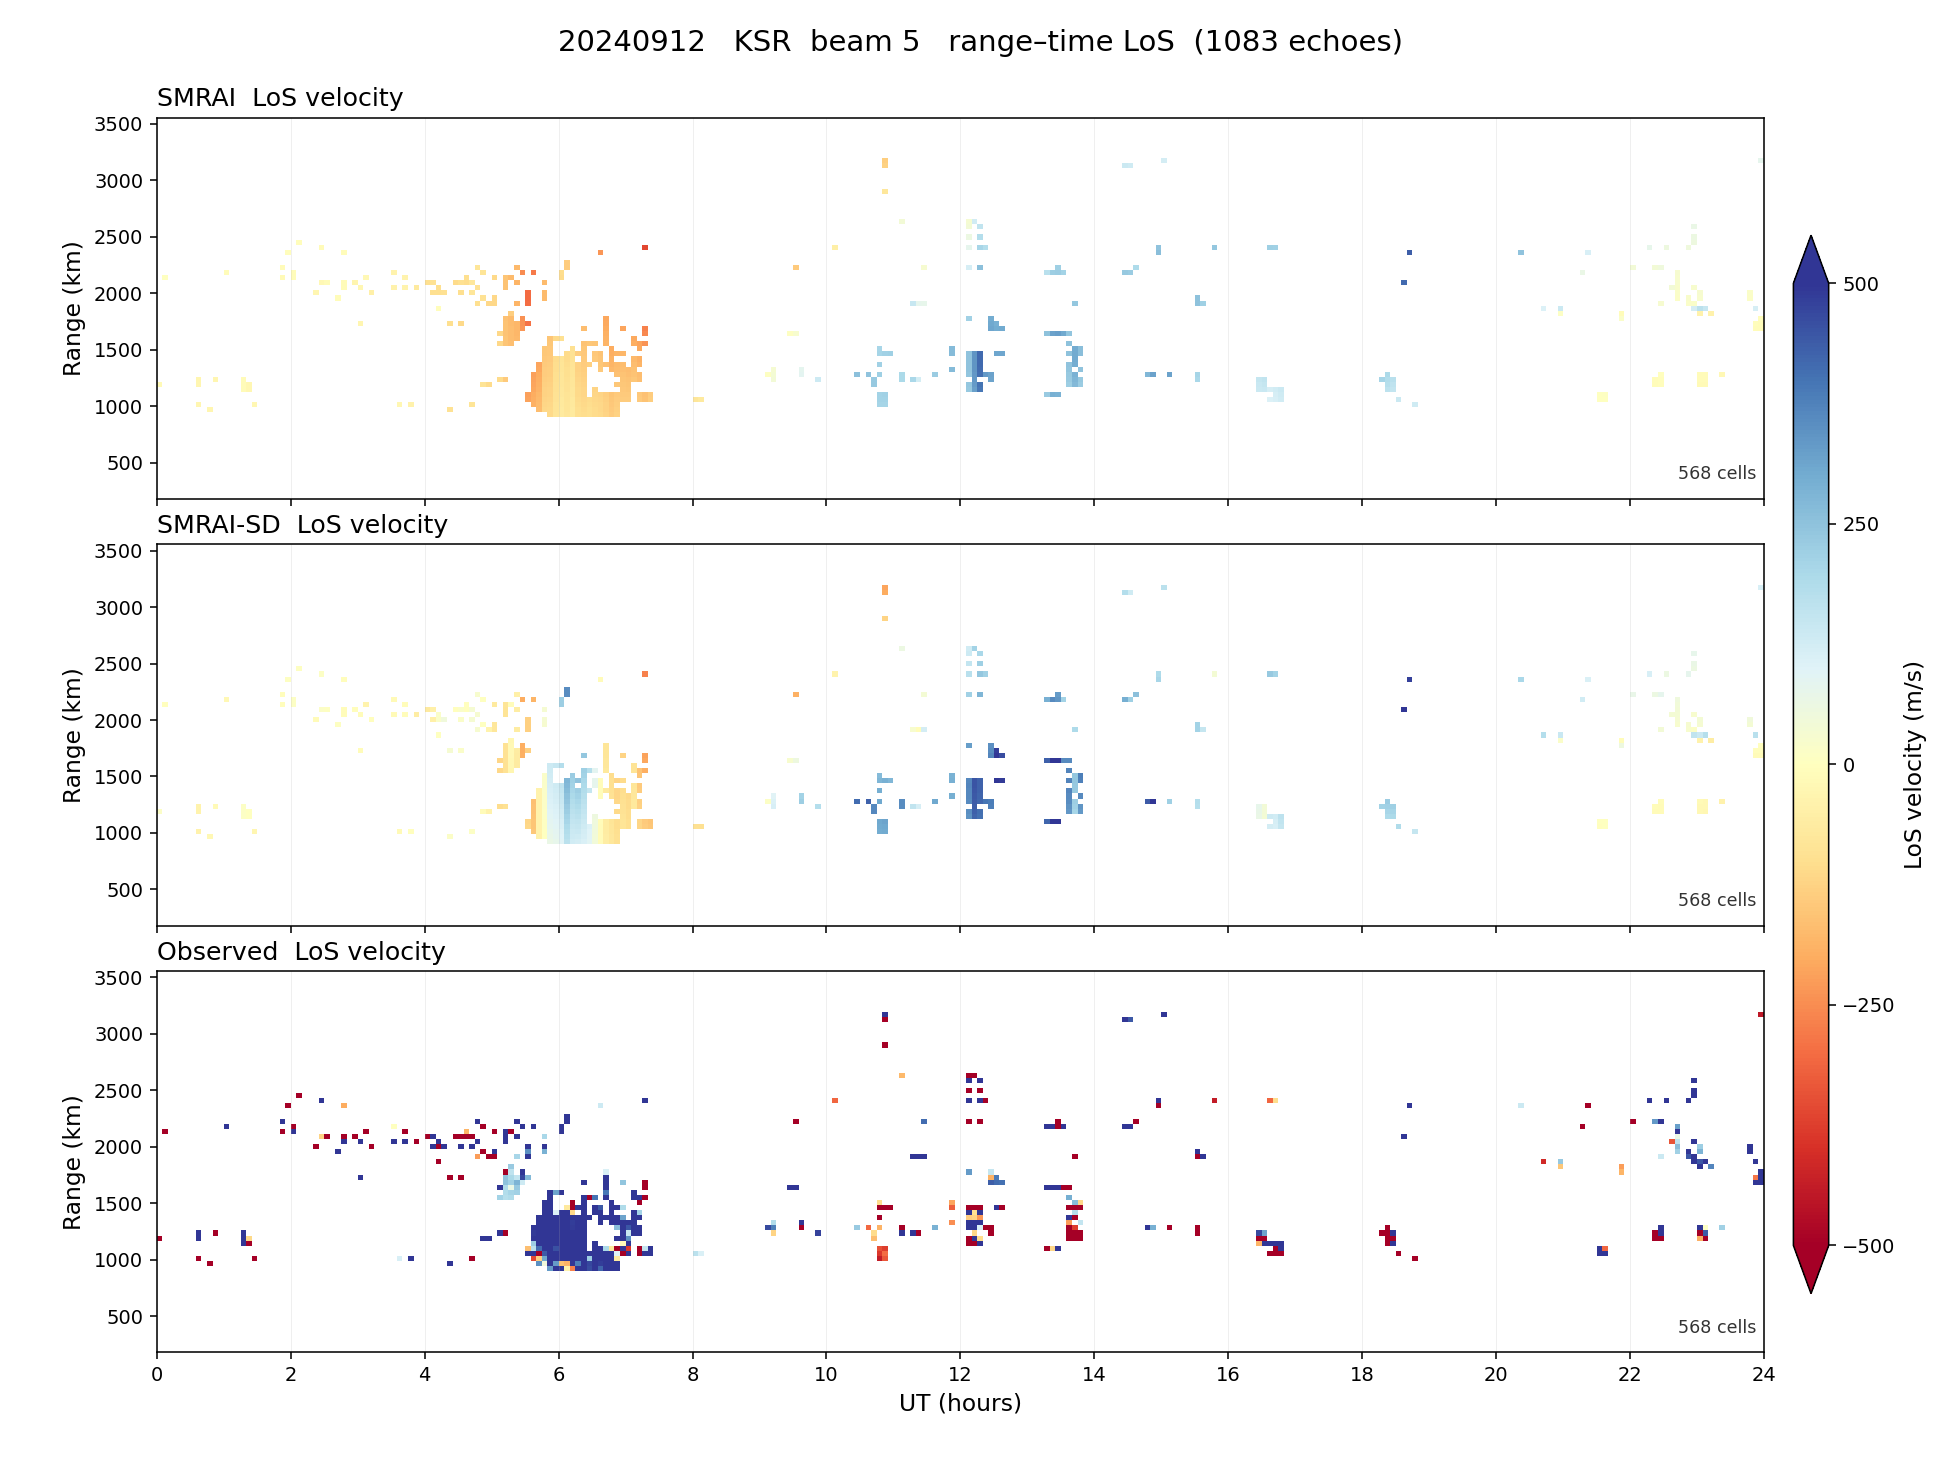 20240912   KSR  beam 5   range–time LoS  (1083 echoes)
SMRAI  LoS velocity
3500
3000
2500
2000
1500
1000
500
Range (km)
568 cells
SMRAI-SD  LoS velocity
3500
3000
2500
2000
1500
1000
500
Range (km)
568 cells
Observed  LoS velocity
3500
3000
2500
2000
1500
1000
500
Range (km)
568 cells
0 2 4 6 8 10 12 14 16 18 20 22 24
UT (hours)
500
250
0
−250
−500
LoS velocity (m/s)